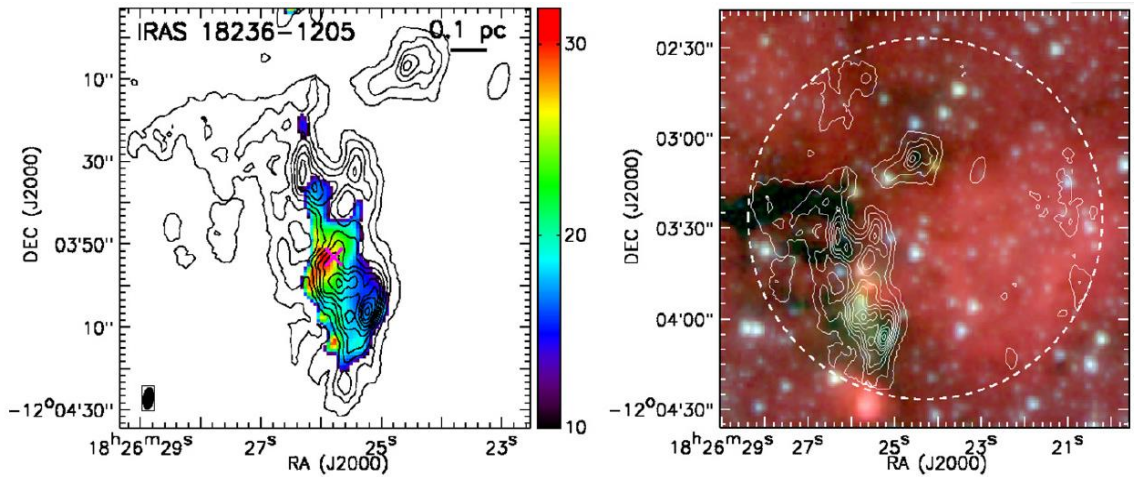 IRAS 18236-1205
0.1 pc
30
20
10
10"
30"
03'50"
10"
-12°04'30"
DEC (J2000)
18ʰ26ᵐ29ˢ
27ˢ
25ˢ
23ˢ
RA (J2000)
02'30"
03'00"
03'30"
04'00"
-12°04'30"
DEC (J2000)
18ʰ26ᵐ29ˢ
27ˢ
25ˢ
23ˢ
21ˢ
RA (J2000)